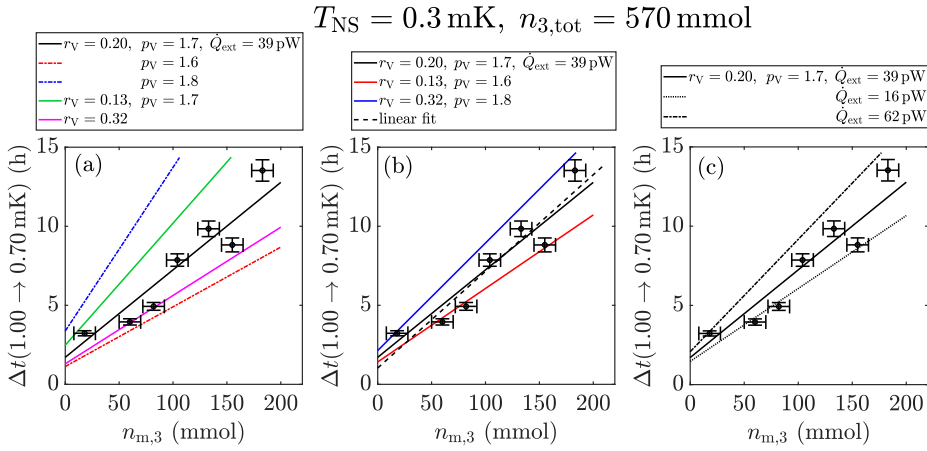 T_NS = 0.3 mK, n_3,tot = 570 mmol
r_V = 0.20, p_V = 1.7, Q̇_ext = 39 pW
p_V = 1.6
p_V = 1.8
r_V = 0.13, p_V = 1.7
r_V = 0.32
r_V = 0.20, p_V = 1.7, Q̇_ext = 39 pW
r_V = 0.13, p_V = 1.6
r_V = 0.32, p_V = 1.8
linear fit
r_V = 0.20, p_V = 1.7, Q̇_ext = 39 pW
Q̇_ext = 16 pW
Q̇_ext = 62 pW
(a)
Δt(1.00 → 0.70 mK) (h)
15
10
5
0
0 50 100 150 200
n_m,3 (mmol)
(b)
Δt(1.00 → 0.70 mK) (h)
15
10
5
0
0 50 100 150 200
n_m,3 (mmol)
(c)
Δt(1.00 → 0.70 mK) (h)
15
10
5
0
0 50 100 150 200
n_m,3 (mmol)